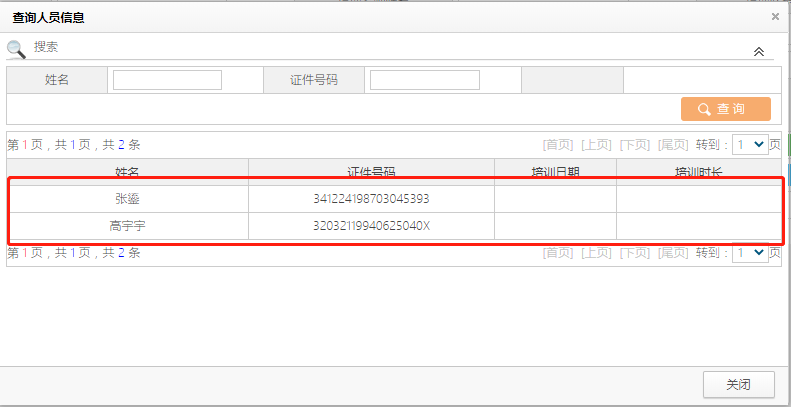 查询人员信息 ×
搜索
姓名 证件号码
查 询
第 1 页，共 1 页，共 2 条 [首页] [上页] [下页] [尾页] 转到：1 页
姓名 证件号码 培训日期 培训时长
张鎏 341224198703045393
高宇宇 32032119940625040X
第 1 页，共 1 页，共 2 条 [首页] [上页] [下页] [尾页] 转到：1 页
关闭